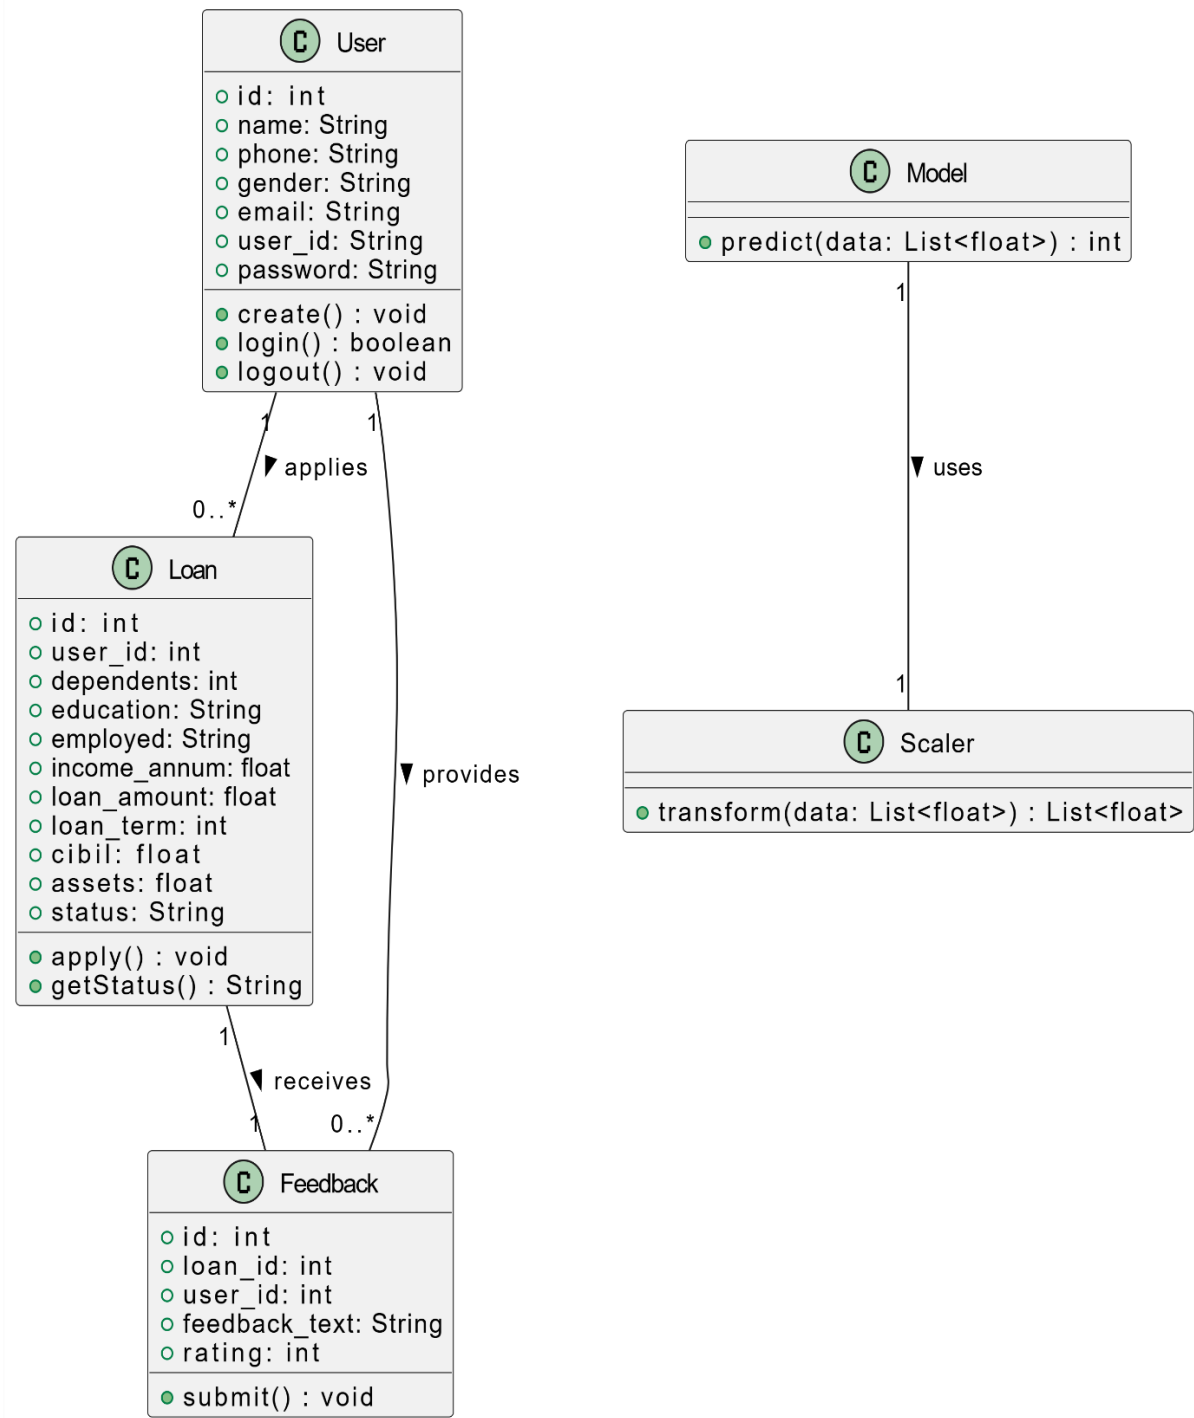 C User
id: int
name: String
phone: String
gender: String
email: String
user_id: String
password: String
create() : void
login() : boolean
logout() : void
1
1
applies
0..*
C Loan
id: int
user_id: int
dependents: int
education: String
employed: String
income_annum: float
loan_amount: float
loan_term: int
cibil: float
assets: float
status: String
apply() : void
getStatus() : String
provides
1
receives
1
0..*
C Feedback
id: int
loan_id: int
user_id: int
feedback_text: String
rating: int
submit() : void
C Model
predict(data: List<float>) : int
1
uses
1
C Scaler
transform(data: List<float>) : List<float>